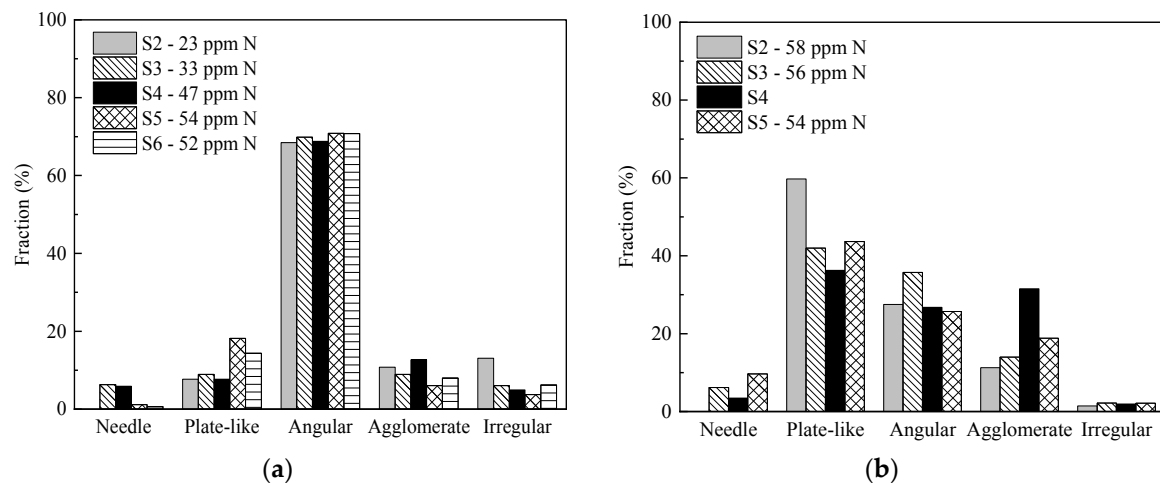 (a)
100
80
60
40
20
0
Fraction (%)
S2 - 23 ppm N
S3 - 33 ppm N
S4 - 47 ppm N
S5 - 54 ppm N
S6 - 52 ppm N
Needle Plate-like Angular Agglomerate Irregular
(a)
(b)
100
80
60
40
20
0
Fraction (%)
S2 - 58 ppm N
S3 - 56 ppm N
S4
S5 - 54 ppm N
Needle Plate-like Angular Agglomerate Irregular
(b)